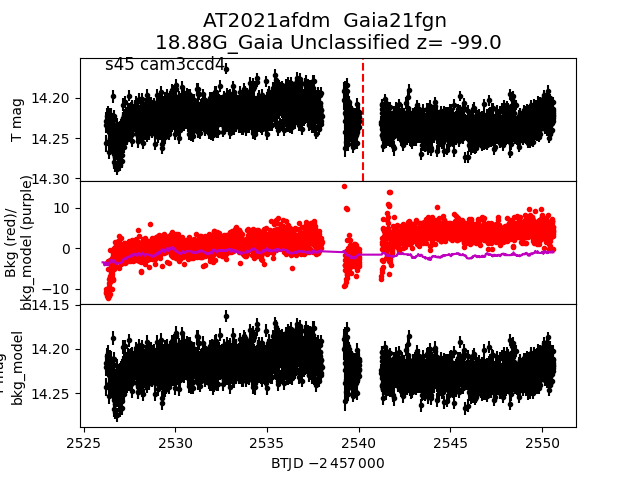 AT2021afdm Gaia21fgn
18.88G_Gaia Unclassified z= -99.0
s45 cam3ccd4
T mag
14.20
14.25
14.30
Bkg (red)/
bkg_model (purple)
10
0
−10
bkg_model
14.15
14.20
14.25
2525 2530 2535 2540 2545 2550
BTJD −2 457 000